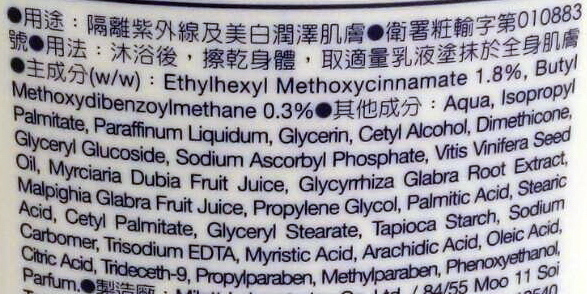 ●用途：隔離紫外線及美白潤澤肌膚●衛署粧輸字第010883
號●用法：沐浴後，擦乾身體，取適量乳液塗抹於全身肌膚
●主成分(w/w)：Ethylhexyl Methoxycinnamate 1.8%, Butyl
Methoxydibenzoylmethane 0.3%●其他成分：Aqua, Isopropyl
Palmitate, Paraffinum Liquidum, Glycerin, Cetyl Alcohol, Dimethicone,
Glyceryl Glucoside, Sodium Ascorbyl Phosphate, Vitis Vinifera Seed
Oil, Myrciaria Dubia Fruit Juice, Glycyrrhiza Glabra Root Extract,
Malpighia Glabra Fruit Juice, Propylene Glycol, Palmitic Acid, Stearic
Acid, Cetyl Palmitate, Glyceryl Stearate, Tapioca Starch, Sodium
Carbomer, Trisodium EDTA, Myristic Acid, Arachidic Acid, Oleic Acid,
Citric Acid, Trideceth-9, Propylparaben, Methylparaben, Phenoxyethanol,
Parfum.●製造廠： Ltd. / 84/55 Moo 11 Soi